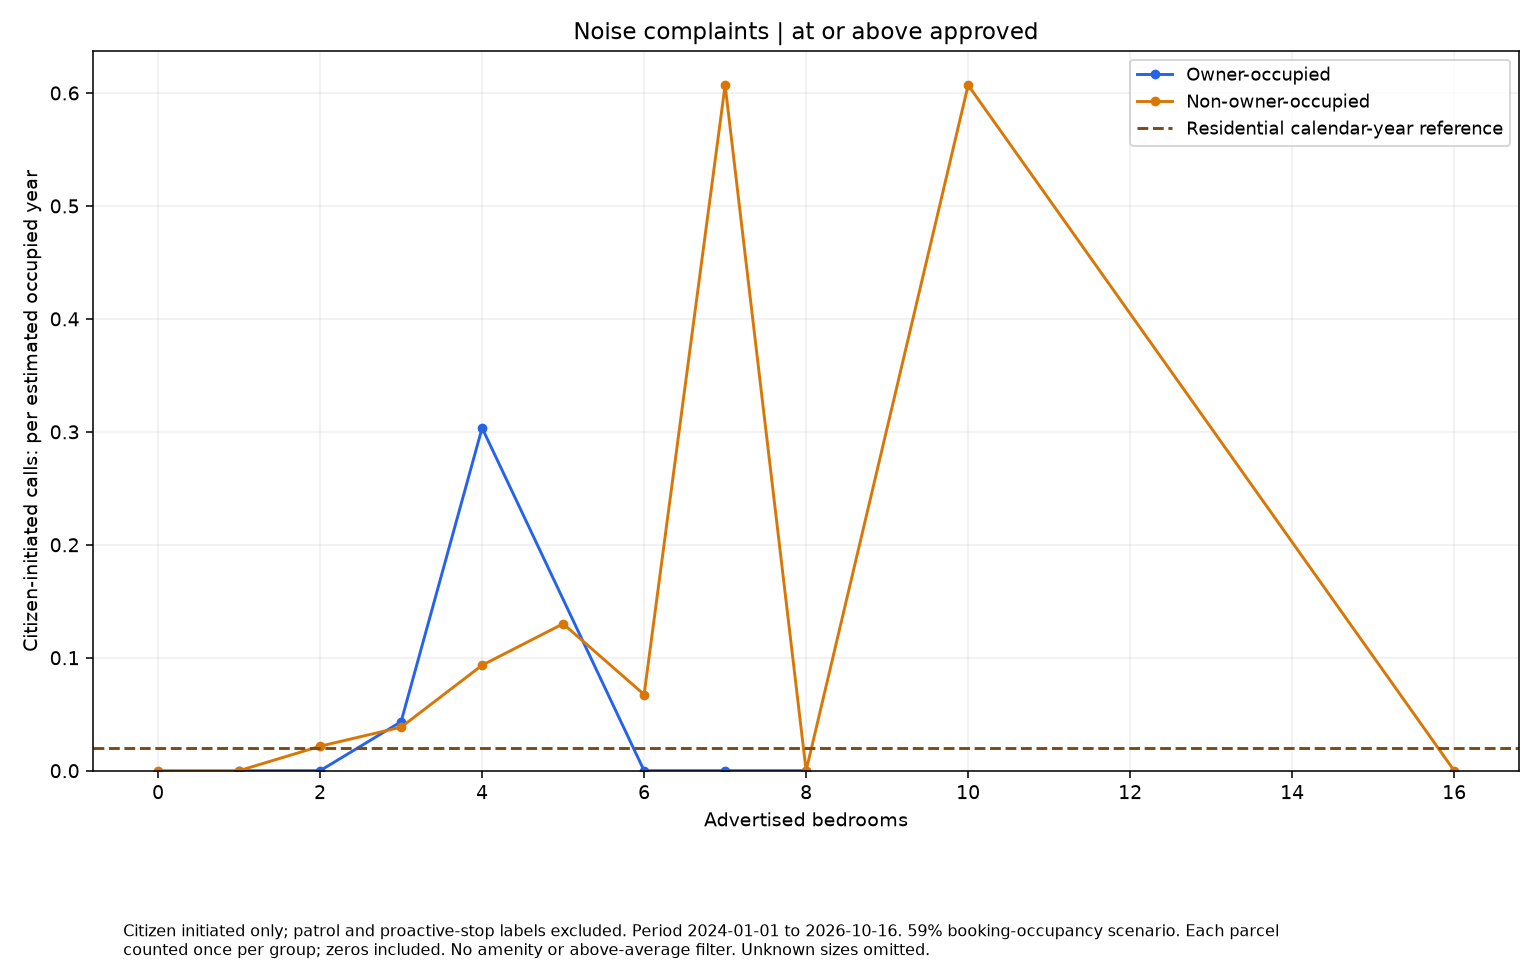 Noise complaints | at or above approved
Owner-occupied
Non-owner-occupied
Residential calendar-year reference
Citizen-initiated calls: per estimated occupied year
0.6
0.5
0.4
0.3
0.2
0.1
0.0
0 2 4 6 8 10 12 14 16
Advertised bedrooms
Citizen initiated only; patrol and proactive-stop labels excluded. Period 2024-01-01 to 2026-10-16. 59% booking-occupancy scenario. Each parcel
counted once per group; zeros included. No amenity or above-average filter. Unknown sizes omitted.